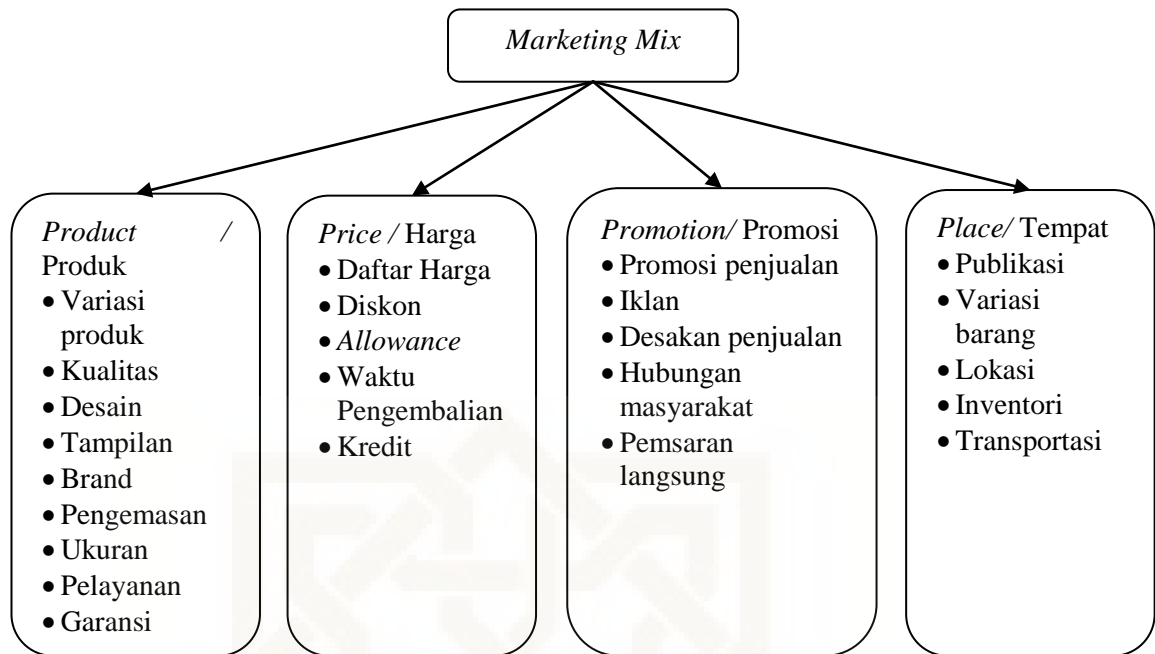 Marketing Mix
Product /
Produk
• Variasi
produk
• Kualitas
• Desain
• Tampilan
• Brand
• Pengemasan
• Ukuran
• Pelayanan
• Garansi
Price / Harga
• Daftar Harga
• Diskon
• Allowance
• Waktu
Pengembalian
• Kredit
Promotion/ Promosi
• Promosi penjualan
• Iklan
• Desakan penjualan
• Hubungan
masyarakat
• Pemsaran
langsung
Place/ Tempat
• Publikasi
• Variasi
barang
• Lokasi
• Inventori
• Transportasi